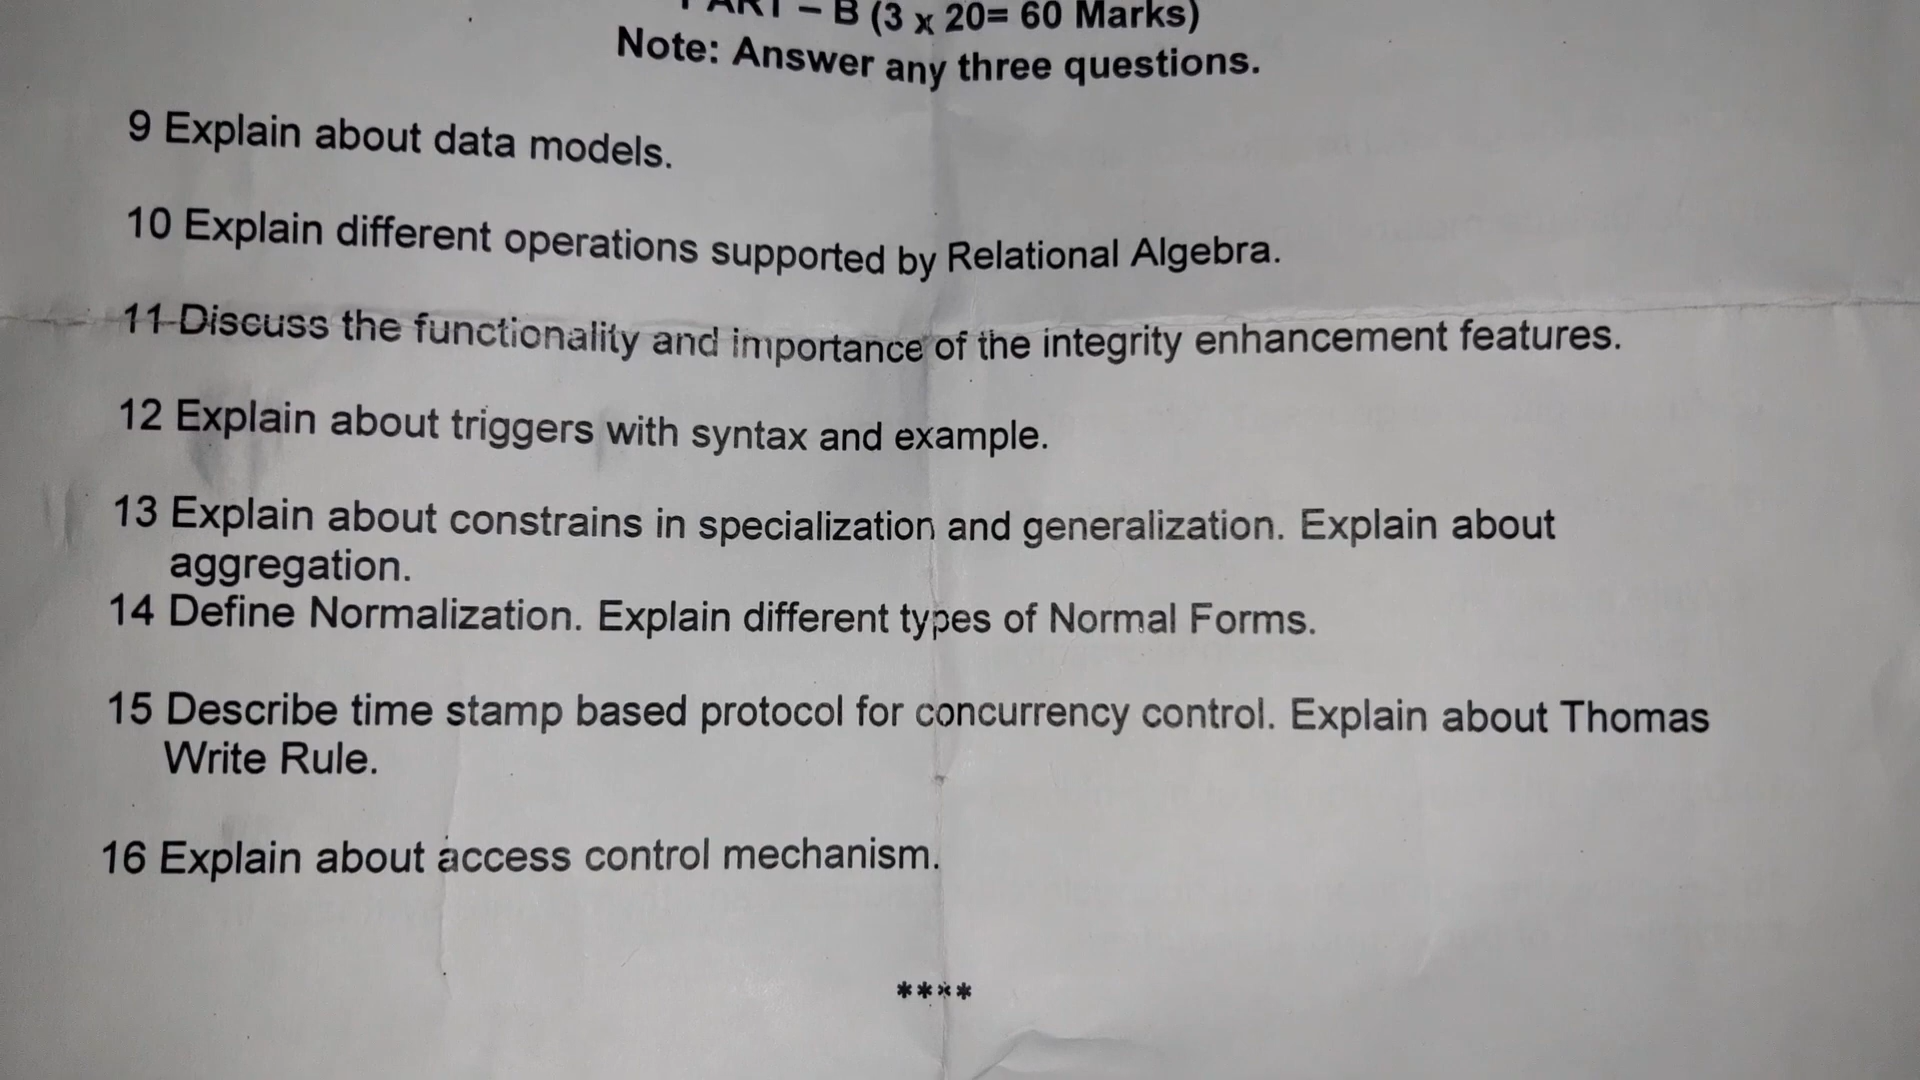 PART – B (3 x 20= 60 Marks)
Note: Answer any three questions.
9 Explain about data models.
10 Explain different operations supported by Relational Algebra.
11 Discuss the functionality and importance of the integrity enhancement features.
12 Explain about triggers with syntax and example.
13 Explain about constrains in specialization and generalization. Explain about
aggregation.
14 Define Normalization. Explain different types of Normal Forms.
15 Describe time stamp based protocol for concurrency control. Explain about Thomas
Write Rule.
16 Explain about access control mechanism.
****